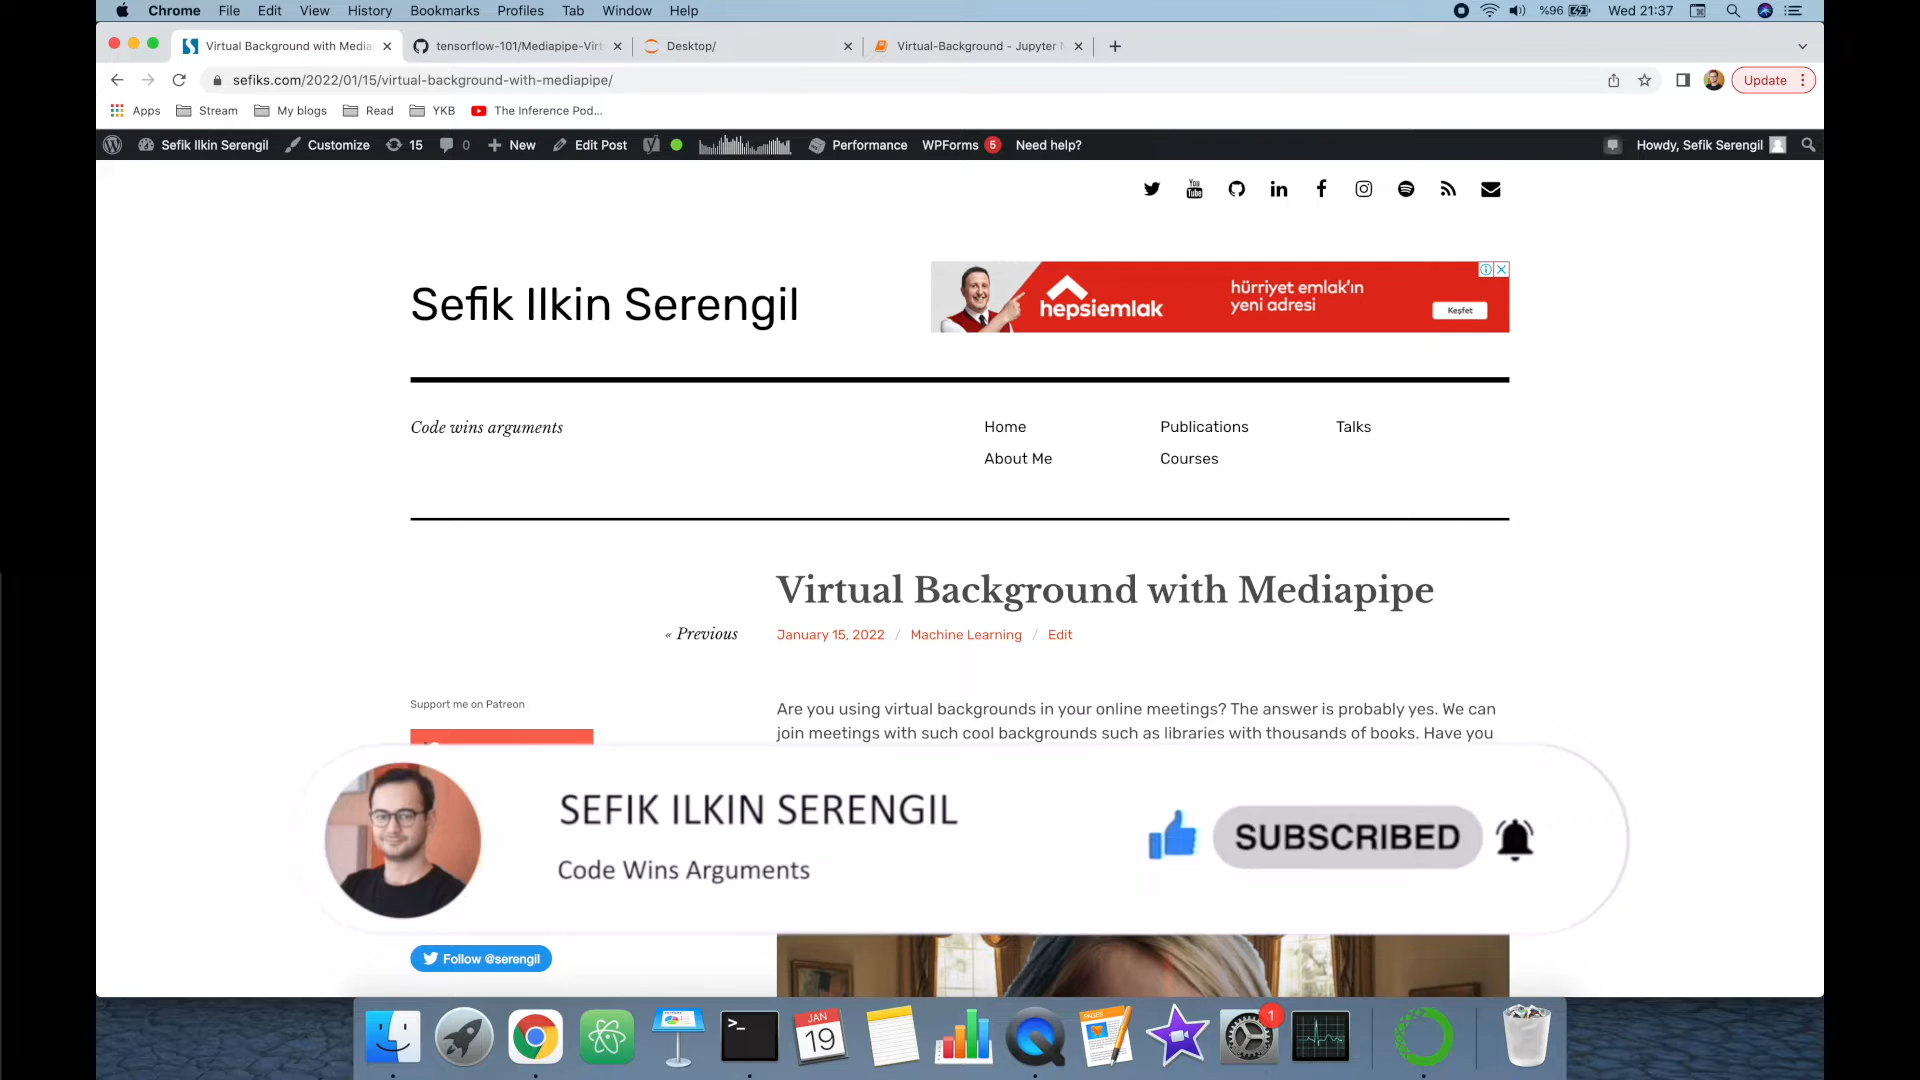 Chrome File Edit View History Bookmarks Profiles Tab Window Help %96 Wed 21:37
Virtual Background with Media
tensorflow-101/Mediapipe-Virt
Desktop/
Virtual-Background - Jupyter
sefiks.com/2022/01/15/virtual-background-with-mediapipe/
Update
Apps Stream My blogs Read YKB The Inference Pod...
Sefik Ilkin Serengil Customize 15 0 New Edit Post Performance WPForms 5 Need help? Howdy, Sefik Serengil
You
Tube
Sefik Ilkin Serengil
hepsiemlak
hürriyet emlak'ın
yeni adresi
Keşfet
Code wins arguments
Home Publications Talks
About Me Courses
Virtual Background with Mediapipe
« Previous
January 15, 2022 / Machine Learning / Edit
Support me on Patreon
Are you using virtual backgrounds in your online meetings? The answer is probably yes. We can
join meetings with such cool backgrounds such as libraries with thousands of books. Have you
SEFIK ILKIN SERENGIL
Code Wins Arguments
SUBSCRIBED
Follow @serengil
JAN
19
PAGES
1